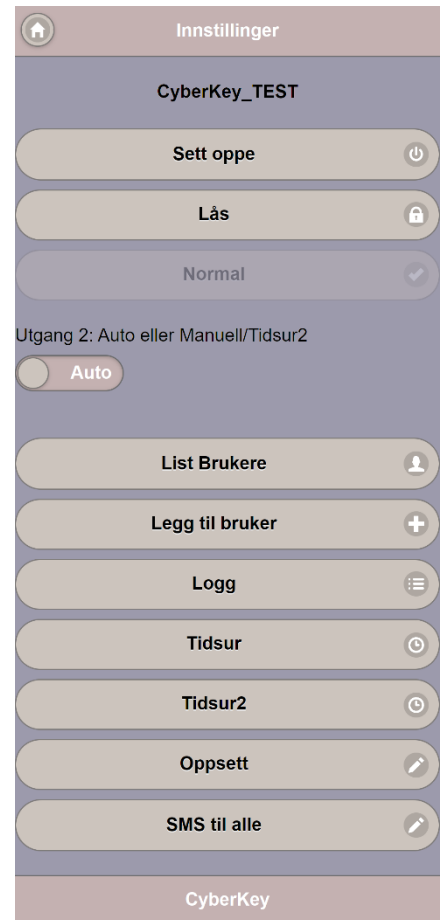 Innstillinger
CyberKey_TEST
Sett oppe
Lås
Normal
Utgang 2: Auto eller Manuell/Tidsur2
Auto
List Brukere
Legg til bruker
Logg
Tidsur
Tidsur2
Oppsett
SMS til alle
CyberKey